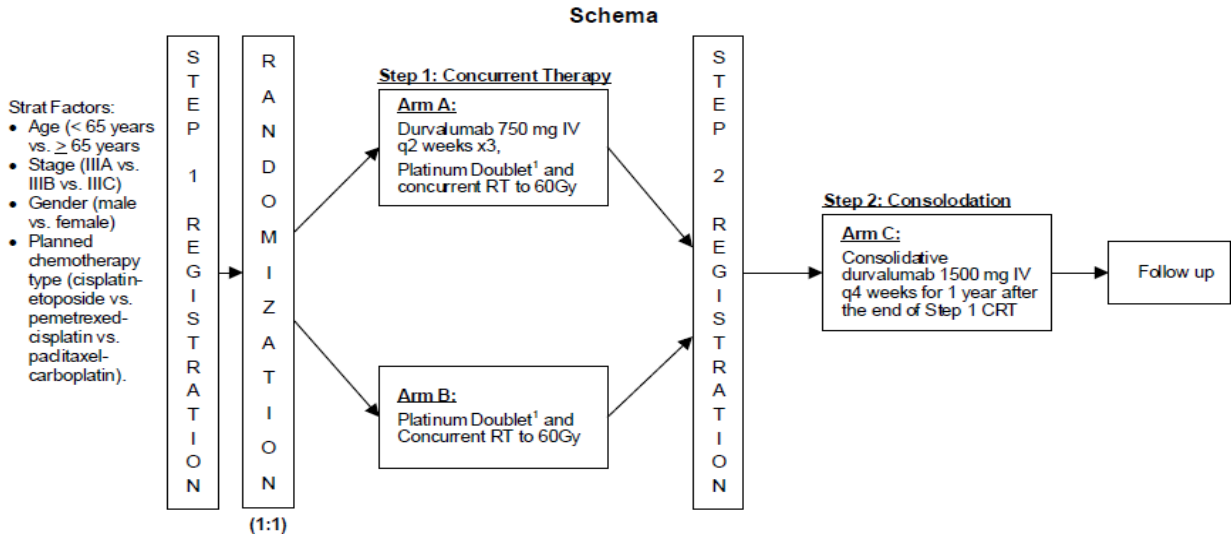 Schema
Strat Factors:
• Age (< 65 years
vs. ≥ 65 years
• Stage (IIIA vs.
IIIB vs. IIIC)
• Gender (male
vs. female)
• Planned
chemotherapy
type (cisplatin-
etoposide vs.
pemetrexed-
cisplatin vs.
paclitaxel-
carboplatin).
STEP 1 REGISTRATION
RANDOMIZATION
(1:1)
Step 1: Concurrent Therapy
Arm A:
Durvalumab 750 mg IV
q2 weeks x3,
Platinum Doublet¹ and
concurrent RT to 60Gy
Arm B:
Platinum Doublet¹ and
Concurrent RT to 60Gy
STEP 2 REGISTRATION
Step 2: Consolodation
Arm C:
Consolidative
durvalumab 1500 mg IV
q4 weeks for 1 year after
the end of Step 1 CRT
Follow up